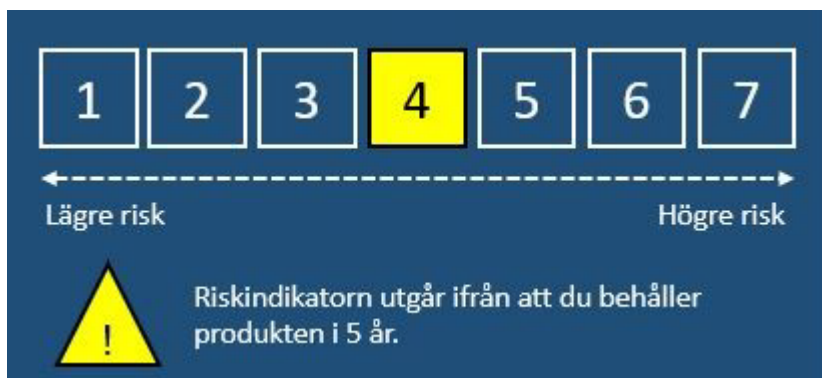 1 2 3 4 5 6 7
Lägre risk Högre risk
! Riskindikatorn utgår ifrån att du behåller
produkten i 5 år.